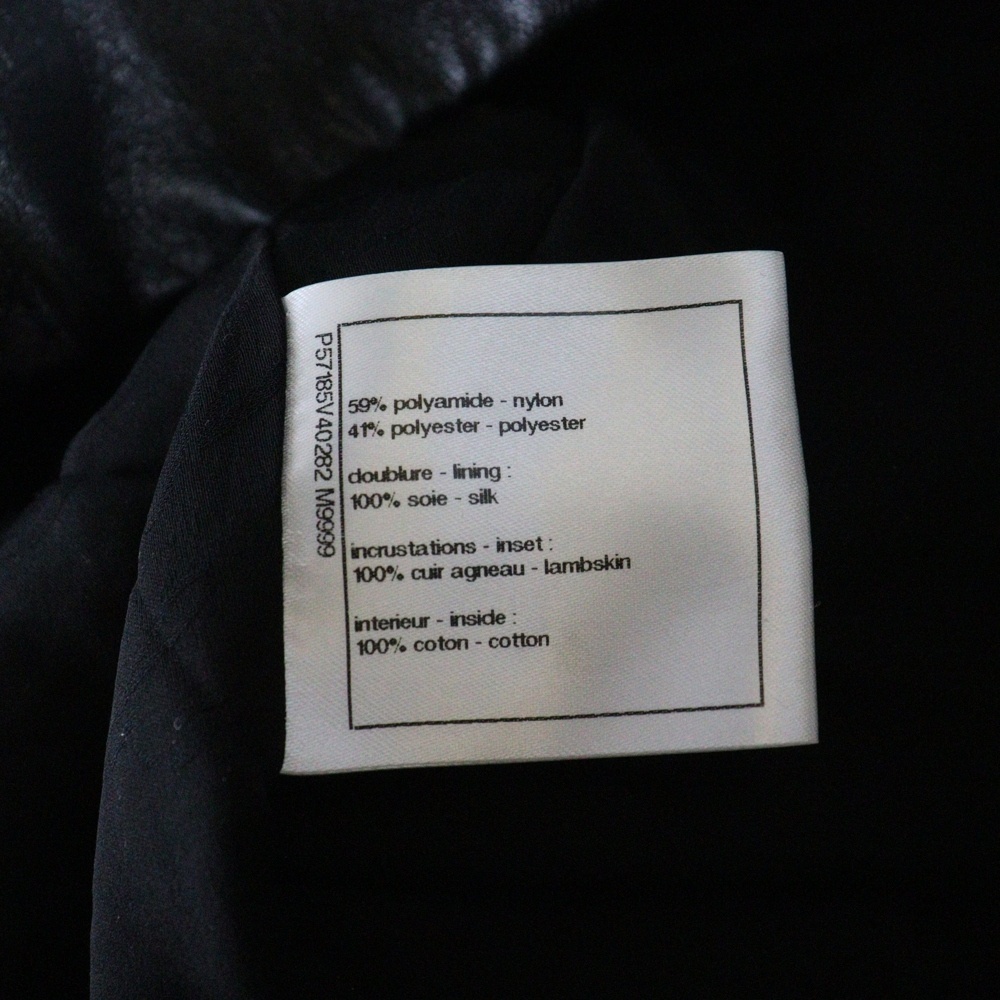 P57185V40282 M9999
59% polyamide - nylon
41% polyester - polyester
doublure - lining :
100% soie - silk
incrustations - inset :
100% cuir agneau - lambskin
interieur - inside :
100% coton - cotton